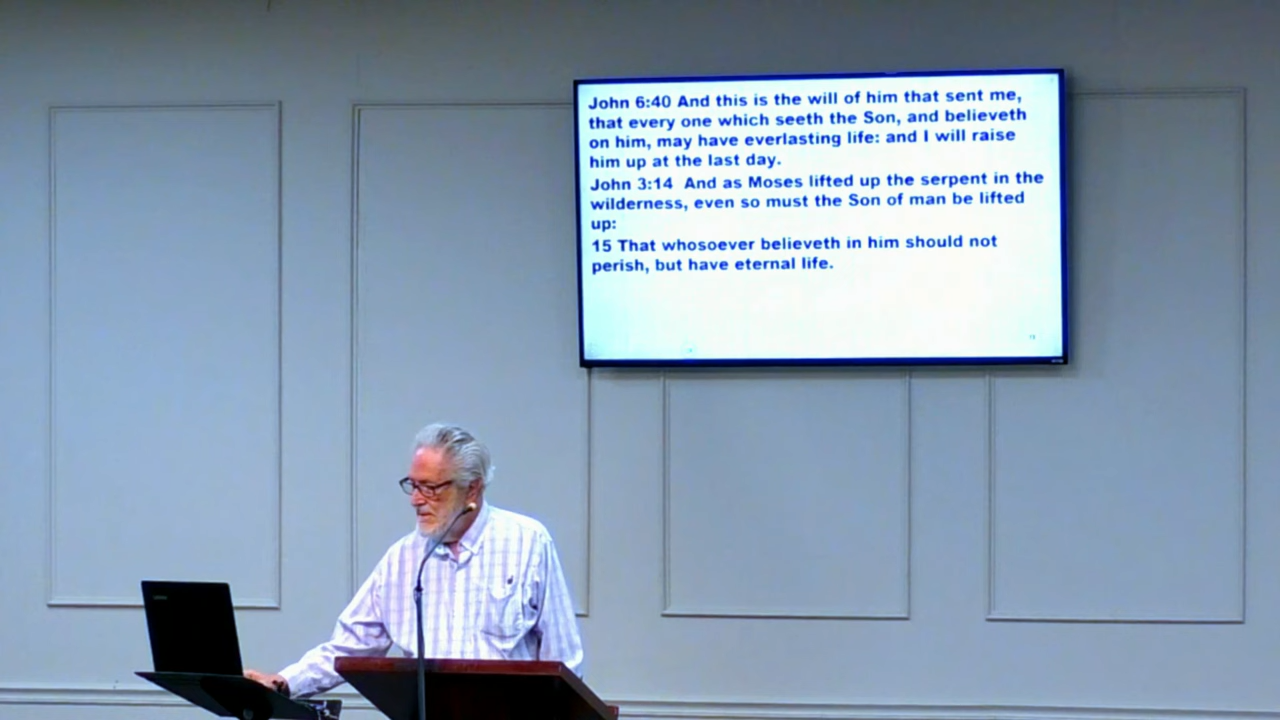 John 6:40 And this is the will of him that sent me,
that every one which seeth the Son, and believeth
on him, may have everlasting life: and I will raise
him up at the last day.
John 3:14 And as Moses lifted up the serpent in the
wilderness, even so must the Son of man be lifted
up:
15 That whosoever believeth in him should not
perish, but have eternal life.